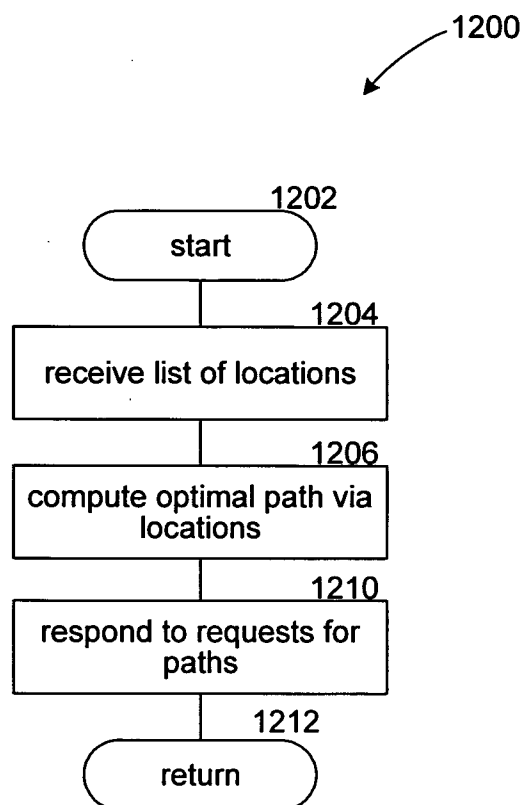 1200
1202
start
1204
receive list of locations
1206
compute optimal path via
locations
1210
respond to requests for
paths
1212
return